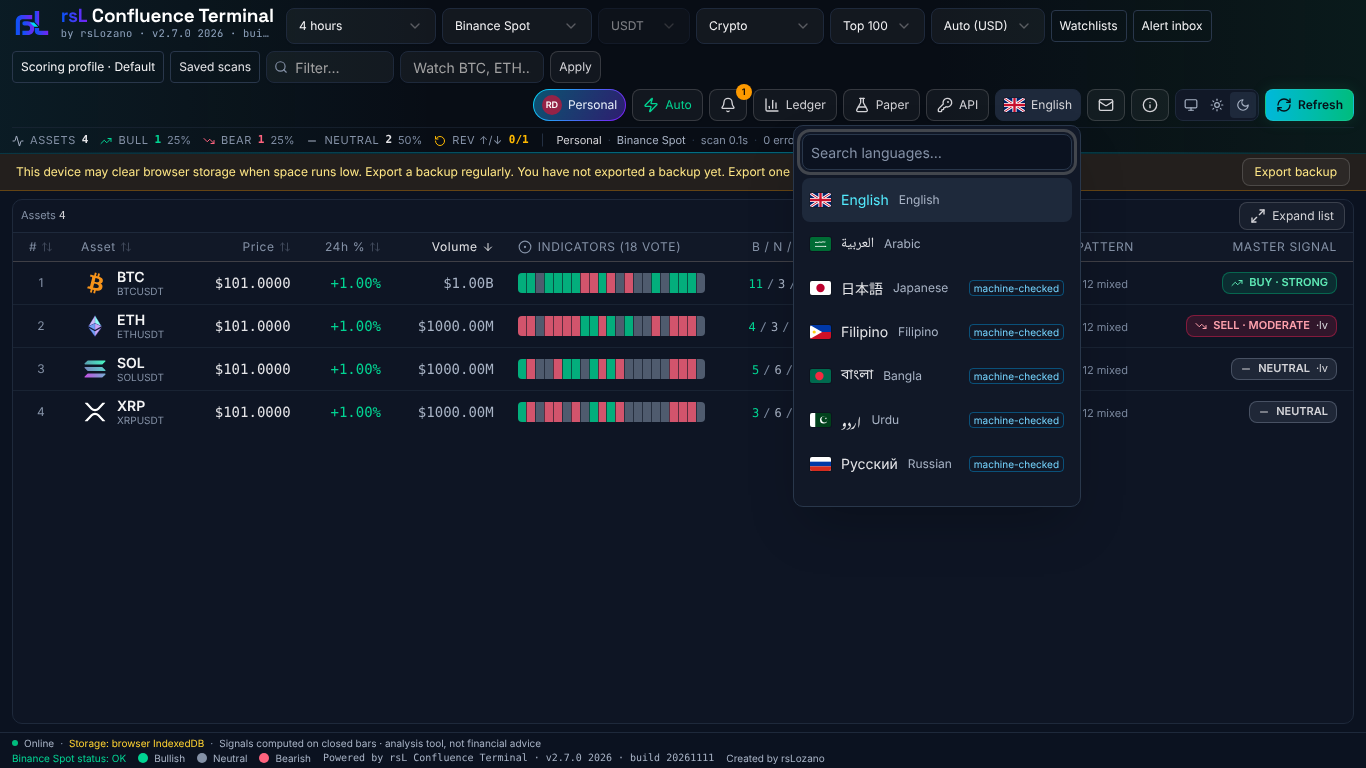 rsL Confluence Terminal
by rsLozano · v2.7.0 2026 · bui…
4 hours
Binance Spot
USDT
Crypto
Top 100
Auto (USD)
Watchlists
Alert inbox
Scoring profile · Default
Saved scans
Filter...
Watch BTC, ETH..
Apply
RD Personal
Auto
1
Ledger
Paper
API
English
Refresh
ASSETS 4
BULL 1 25%
BEAR 1 25%
NEUTRAL 2 50%
REV ↑/↓ 0/1
Personal · Binance Spot · scan 0.1s · 0 erro
This device may clear browser storage when space runs low. Export a backup regularly. You have not exported a backup yet. Export one
Export backup
Search languages...
English English
العربية Arabic
日本語 Japanese machine-checked
Filipino Filipino machine-checked
বাংলা Bangla machine-checked
اردو Urdu machine-checked
Русский Russian machine-checked
Assets 4
Expand list
# Asset Price 24h % Volume ↓ INDICATORS (18 VOTE) B / N / PATTERN MASTER SIGNAL
1 BTC BTCUSDT $101.0000 +1.00% $1.00B 11 / 3 / 12 mixed BUY · STRONG
2 ETH ETHUSDT $101.0000 +1.00% $1000.00M 4 / 3 / 12 mixed SELL · MODERATE ·lv
3 SOL SOLUSDT $101.0000 +1.00% $1000.00M 5 / 6 / 12 mixed NEUTRAL ·lv
4 XRP XRPUSDT $101.0000 +1.00% $1000.00M 3 / 6 / 12 mixed NEUTRAL
Online · Storage: browser IndexedDB · Signals computed on closed bars · analysis tool, not financial advice
Binance Spot status: OK Bullish Neutral Bearish Powered by rsL Confluence Terminal · v2.7.0 2026 · build 20261111 Created by rsLozano